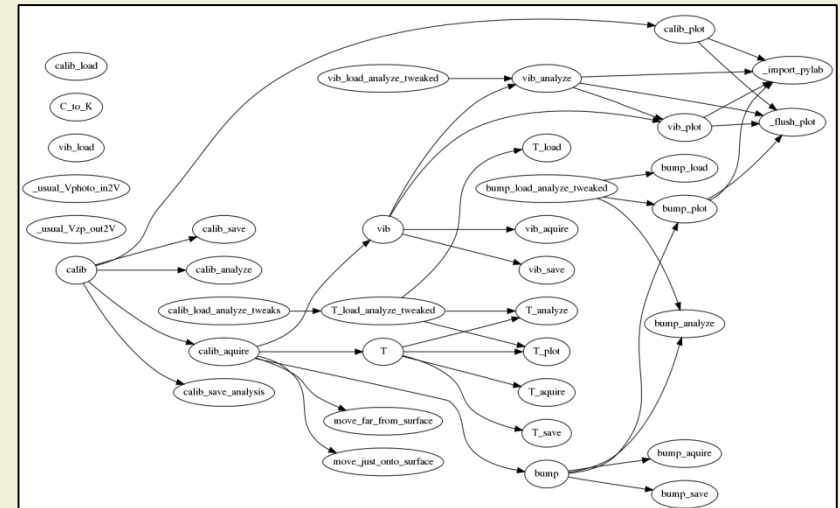 calib_load
C_to_K
vib_load
_usual_Vphoto_in2V
_usual_Vzp_out2V
calib
calib_save
calib_analyze
calib_load_analyze_tweaks
calib_aquire
calib_save_analysis
vib_load_analyze_tweaked
vib
T_load_analyze_tweaked
T
move_far_from_surface
move_just_onto_surface
vib_analyze
T_load
bump_load_analyze_tweaked
vib_aquire
vib_save
T_analyze
T_plot
T_aquire
T_save
bump
calib_plot
vib_plot
bump_load
bump_plot
bump_analyze
bump_aquire
bump_save
_import_pylab
_flush_plot